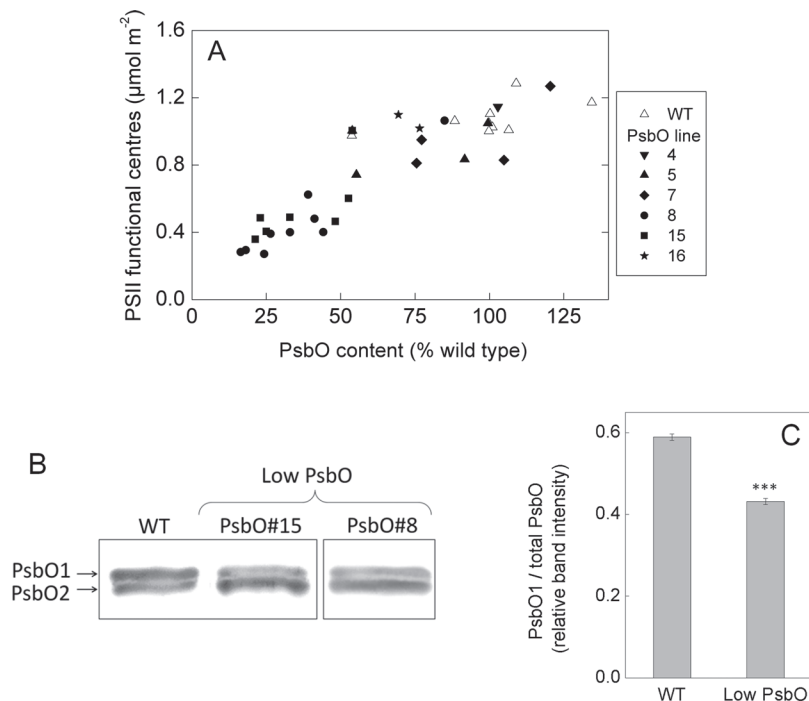 A
PSII functional centres (µmol m⁻²)
1.6
1.2
0.8
0.4
0.0
0 25 50 75 100 125
PsbO content (% wild type)
WT
PsbO line
4
5
7
8
15
16
B
Low PsbO
WT PsbO#15 PsbO#8
PsbO1
PsbO2
C
PsbO1 / total PsbO
(relative band intensity)
0.6
0.4
0.6
0.0
***
WT Low PsbO